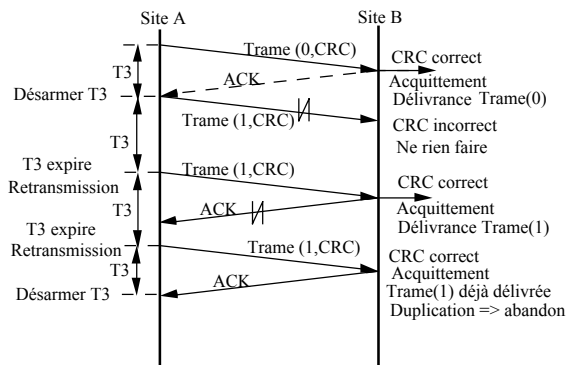 Site A
Site B
Trame (0,CRC)
T3
CRC correct
ACK
Acquittement
Désarmer T3
Délivrance Trame(0)
Trame (1,CRC)
CRC incorrect
T3
Ne rien faire
T3 expire
Trame (1,CRC)
Retransmission
CRC correct
T3
ACK
Acquittement
Délivrance Trame(1)
T3 expire
Retransmission
Trame (1,CRC)
CRC correct
T3
Acquittement
ACK
Trame(1) déjà délivrée
Désarmer T3
Duplication => abandon